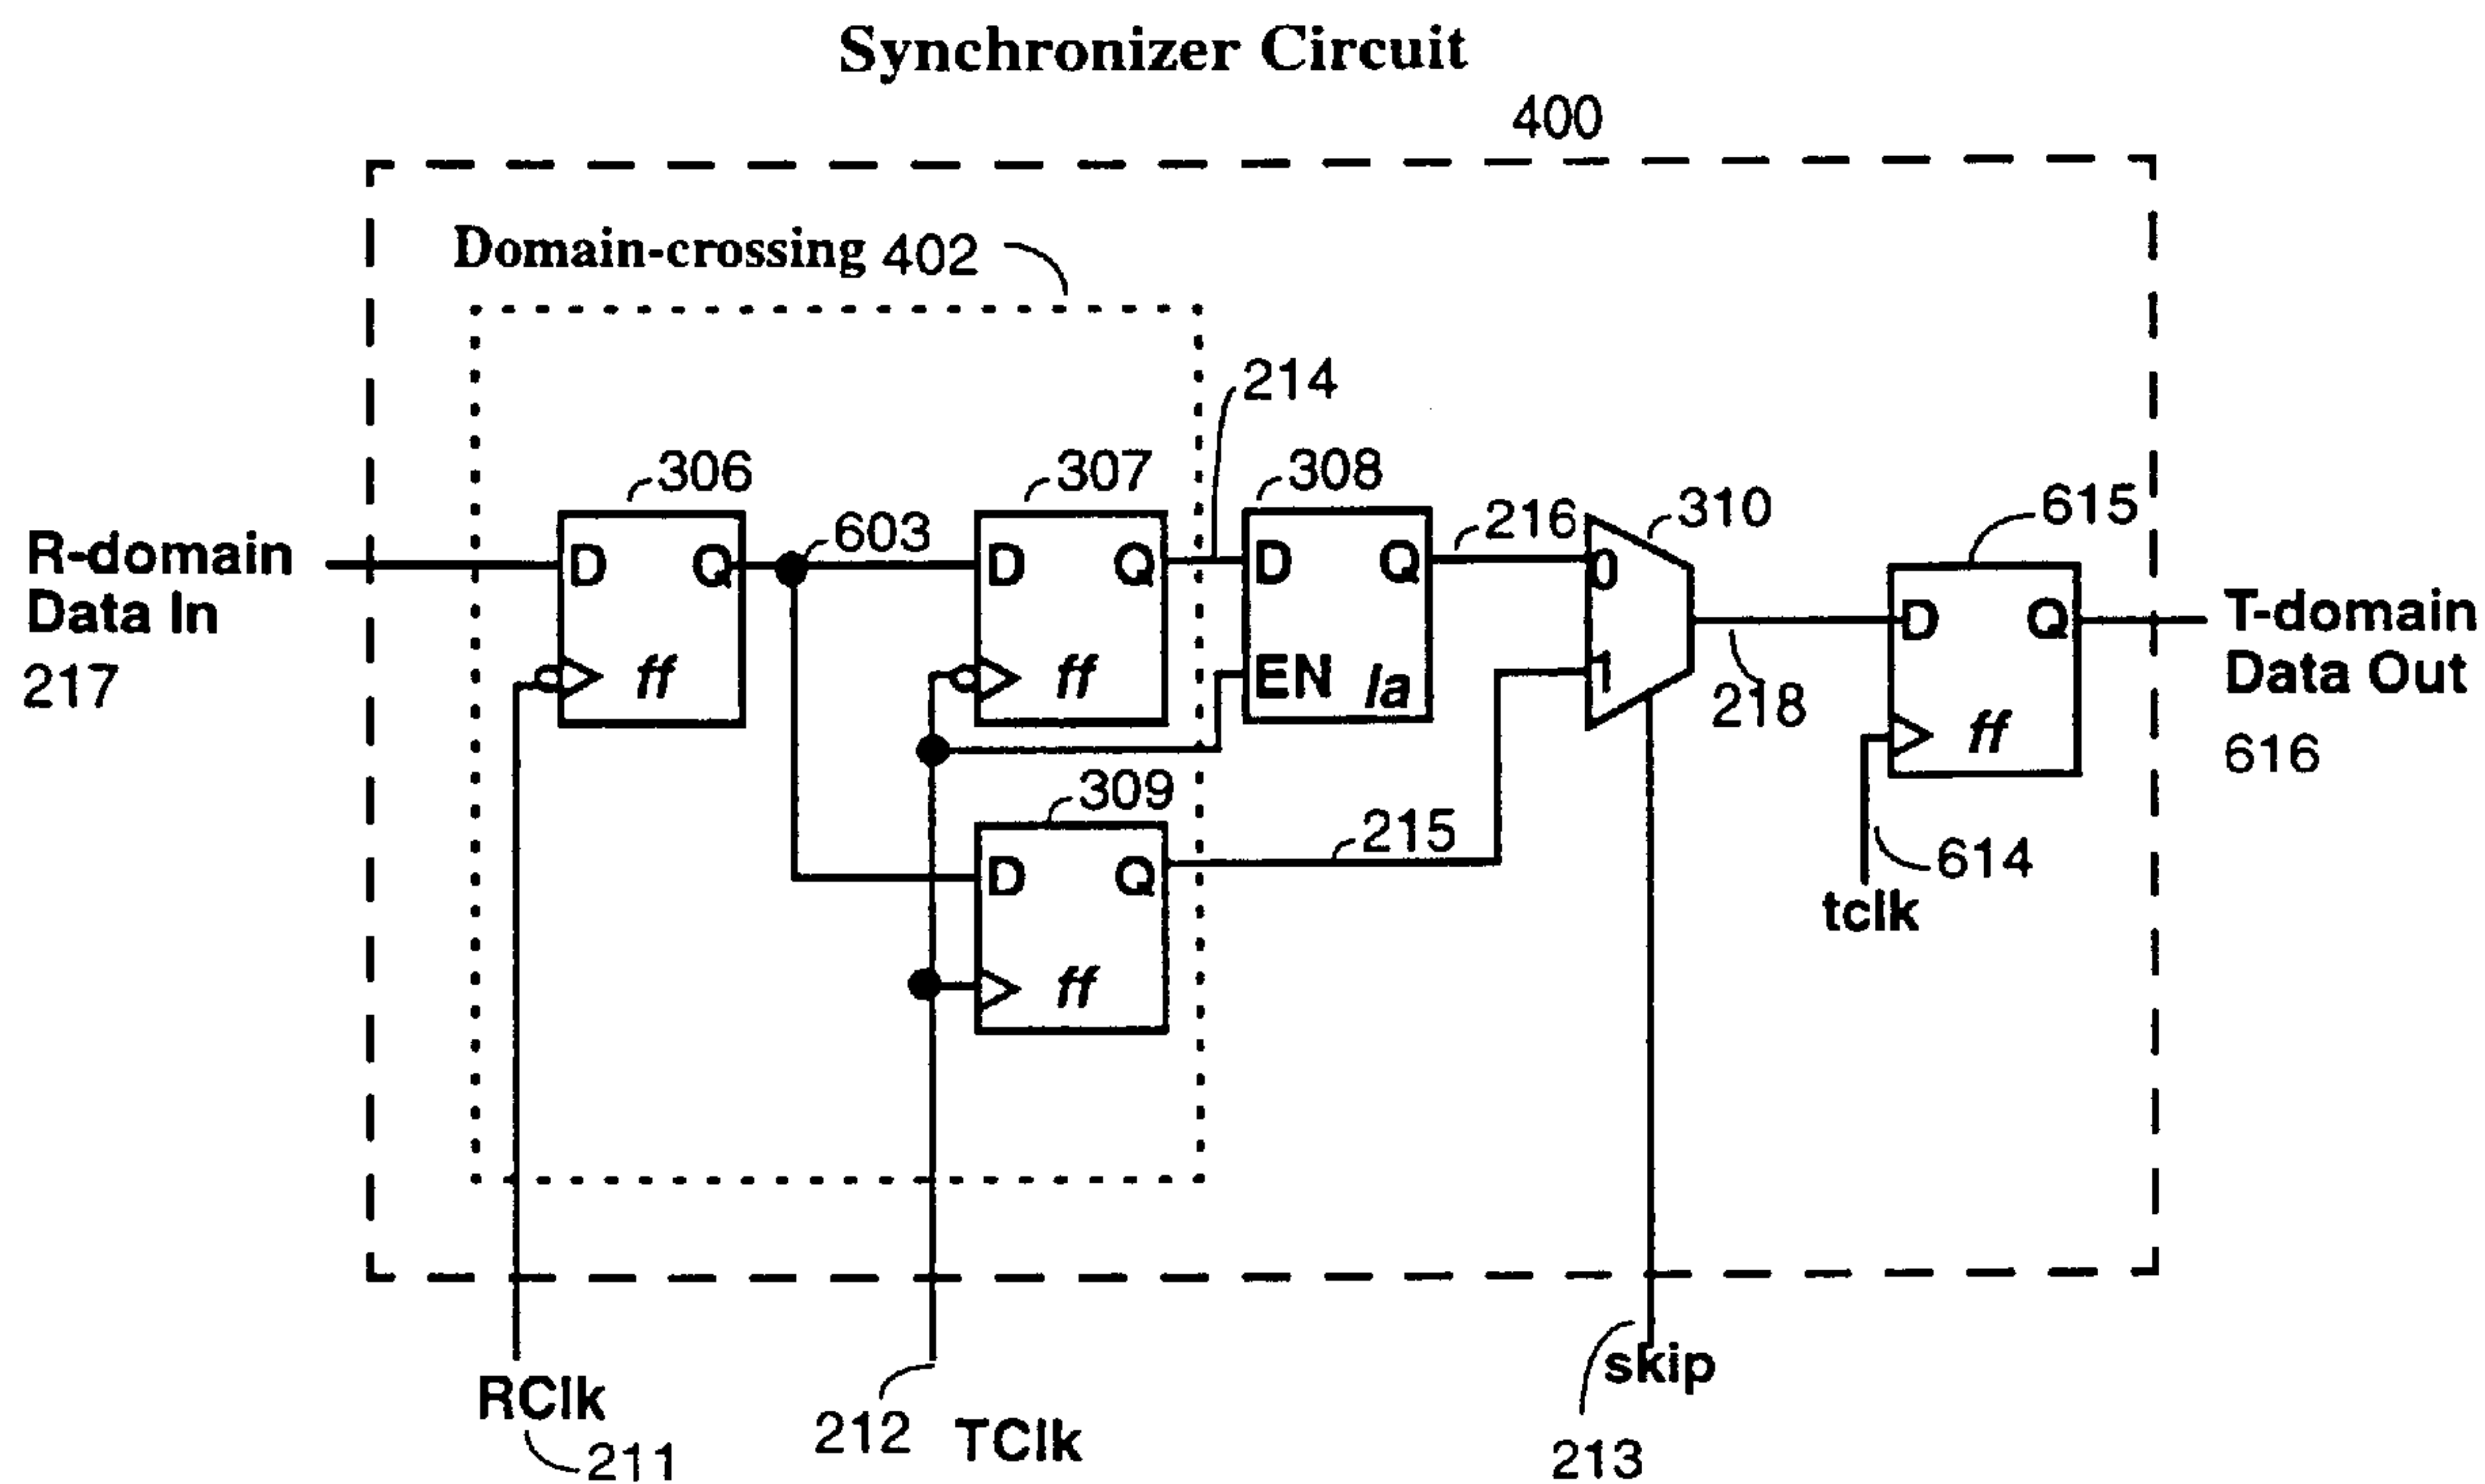 Synchronizer Circuit
400
Domain-crossing 402
214
306
307
308
216
310
615
603
R-domain
Data In
217
D Q
ff
D Q
ff
D Q
EN la
0
1
218
D Q
ff
T-domain
Data Out
616
309
215
D Q
ff
614
tclk
RClk
211
212 TClk
skip
213